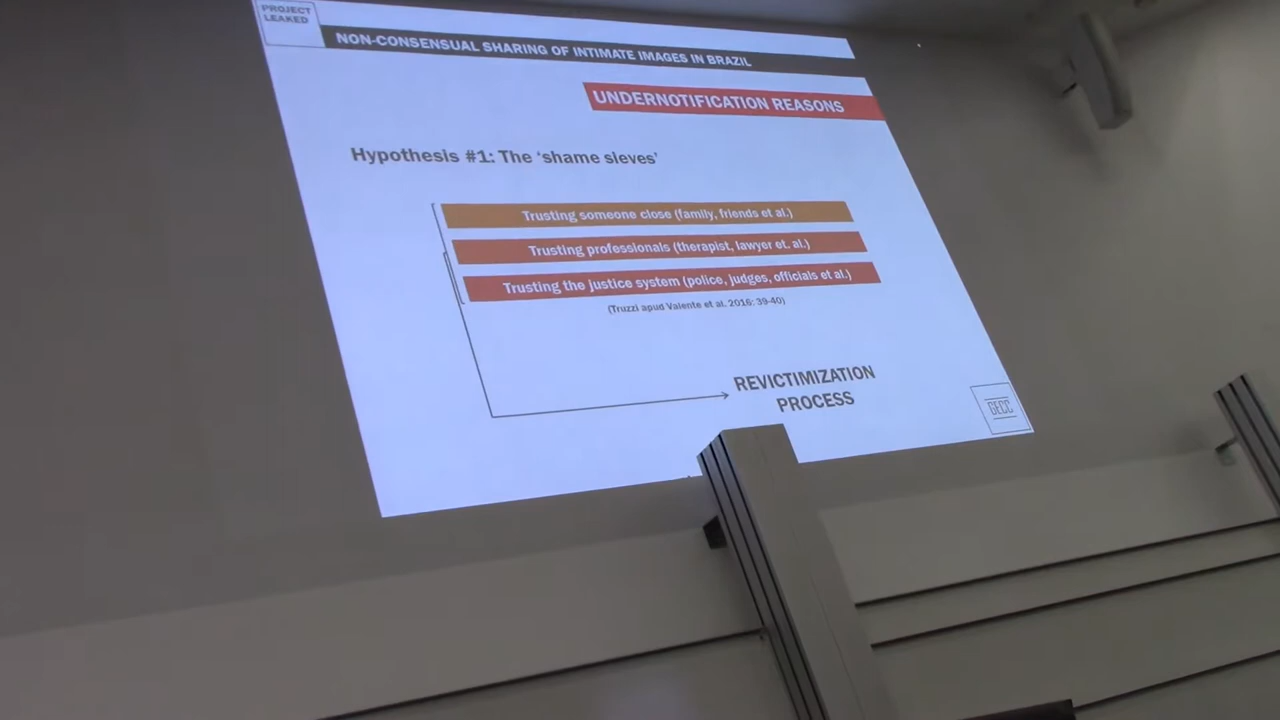 PROJECT
LEAKED
NON-CONSENSUAL SHARING OF INTIMATE IMAGES IN BRAZIL
UNDERNOTIFICATION REASONS
Hypothesis #1: The ‘shame sieves’
Trusting someone close (family, friends et al.)
Trusting professionals (therapist, lawyer et. al.)
Trusting the justice system (police, judges, officials et al.)
(Truzzi apud Valente et al. 2016: 39-40)
REVICTIMIZATION
PROCESS
GECC